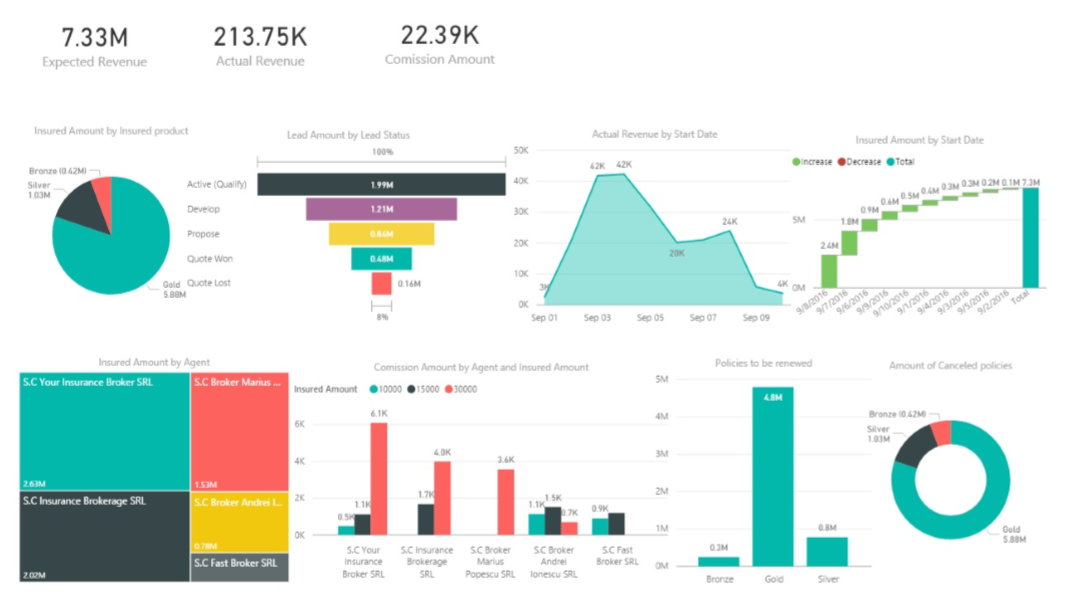 7.33M
Expected Revenue
213.75K
Actual Revenue
22.39K
Comission Amount
Insured Amount by Insured product
Bronze (0.42M)
Silver
1.03M
Gold
5.88M
Lead Amount by Lead Status
100%
Active (Qualify)
1.99M
Develop
1.21M
Propose
0.84M
Quote Won
0.48M
Quote Lost
0.16M
8%
Actual Revenue by Start Date
50K
40K
30K
20K
10K
0K
3K
42K
42K
20K
24K
4K
Sep 01
Sep 03
Sep 05
Sep 07
Sep 09
Insured Amount by Start Date
Increase
Decrease
Total
5M
0M
2.4M
1.8M
0.9M
0.6M
0.5M
0.4M
0.3M
0.3M
0.2M
0.1M
7.3M
9/8/2016
9/7/2016
9/6/2016
9/9/2016
9/10/2016
9/1/2016
9/4/2016
9/3/2016
9/5/2016
9/2/2016
Total
Insured Amount by Agent
S.C Your Insurance Broker SRL
2.63M
S.C Broker Marius ...
1.53M
S.C Insurance Brokerage SRL
2.02M
S.C Broker Andrei I...
0.78M
S.C Fast Broker SRL
Comission Amount by Agent and Insured Amount
Insured Amount
10000
15000
30000
6K
4K
2K
0K
0.5K
1.1K
6.1K
1.7K
4.0K
3.6K
1.1K
1.5K
0.7K
0.9K
S.C Your
Insurance
Broker SRL
S.C Insurance
Brokerage
SRL
S.C Broker
Marius
Popescu SRL
S.C Broker
Andrei
Ionescu SRL
S.C Fast
Broker SRL
Policies to be renewed
5M
4M
3M
2M
1M
0M
0.3M
4.8M
0.8M
Bronze
Gold
Silver
Amount of Canceled policies
Bronze (0.42M)
Silver
1.03M
Gold
5.88M